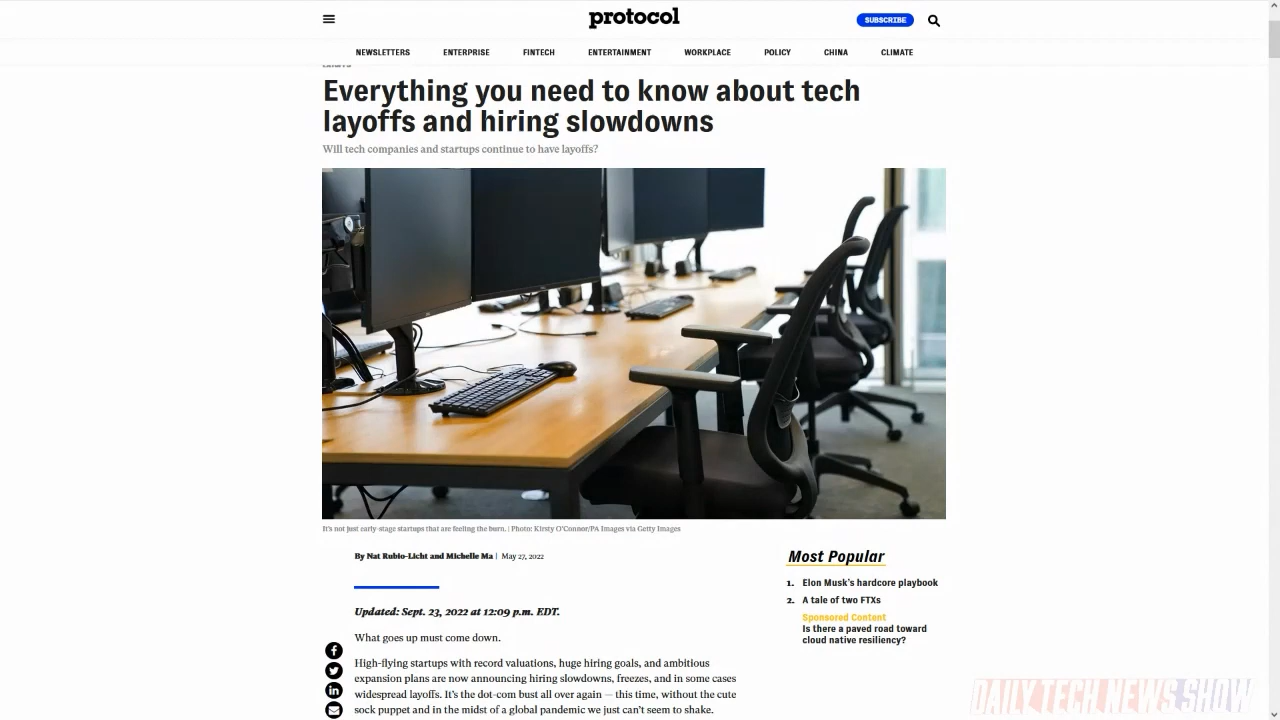 protocol
SUBSCRIBE
NEWSLETTERS ENTERPRISE FINTECH ENTERTAINMENT WORKPLACE POLICY CHINA CLIMATE
Everything you need to know about tech
layoffs and hiring slowdowns
Will tech companies and startups continue to have layoffs?
It's not just early-stage startups that are feeling the burn. | Photo: Kirsty O'Connor/PA Images via Getty Images
By Nat Rubio-Licht and Michelle Ma | May 27, 2022
Updated: Sept. 23, 2022 at 12:09 p.m. EDT.
What goes up must come down.
High-flying startups with record valuations, huge hiring goals, and ambitious
expansion plans are now announcing hiring slowdowns, freezes, and in some cases
widespread layoffs. It's the dot-com bust all over again — this time, without the cute
sock puppet and in the midst of a global pandemic we just can't seem to shake.
Most Popular
1. Elon Musk's hardcore playbook
2. A tale of two FTXs
Sponsored Content
Is there a paved road toward
cloud native resiliency?
DAILY TECH NEWS SHOW